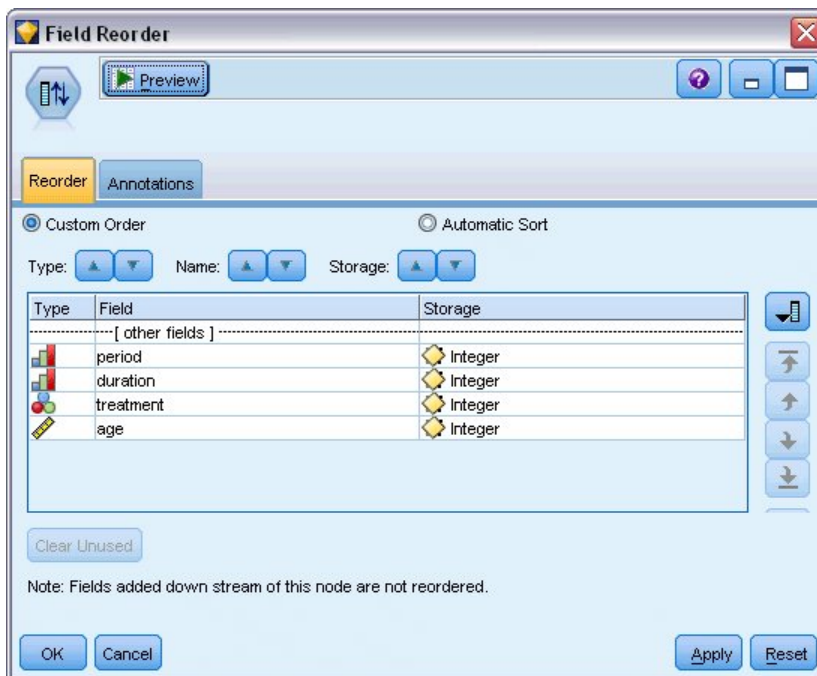 Field Reorder
Preview
Reorder Annotations
Custom Order Automatic Sort
Type: Name: Storage:
Type Field Storage
[ other fields ]
period Integer
duration Integer
treatment Integer
age Integer
Clear Unused
Note: Fields added down stream of this node are not reordered.
OK Cancel Apply Reset